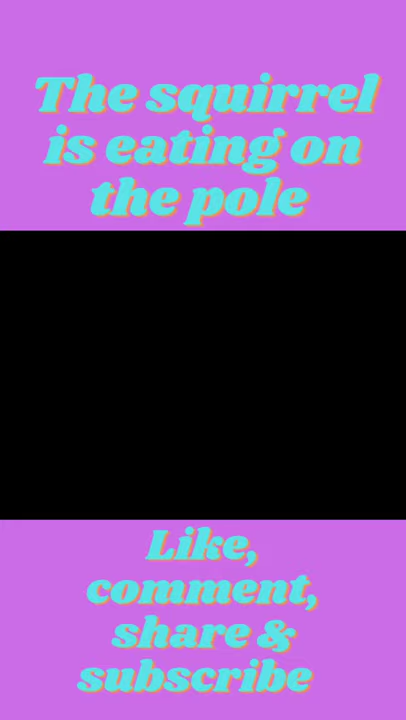 The squirrel
is eating on
the pole
Like,
comment,
share &
subscribe